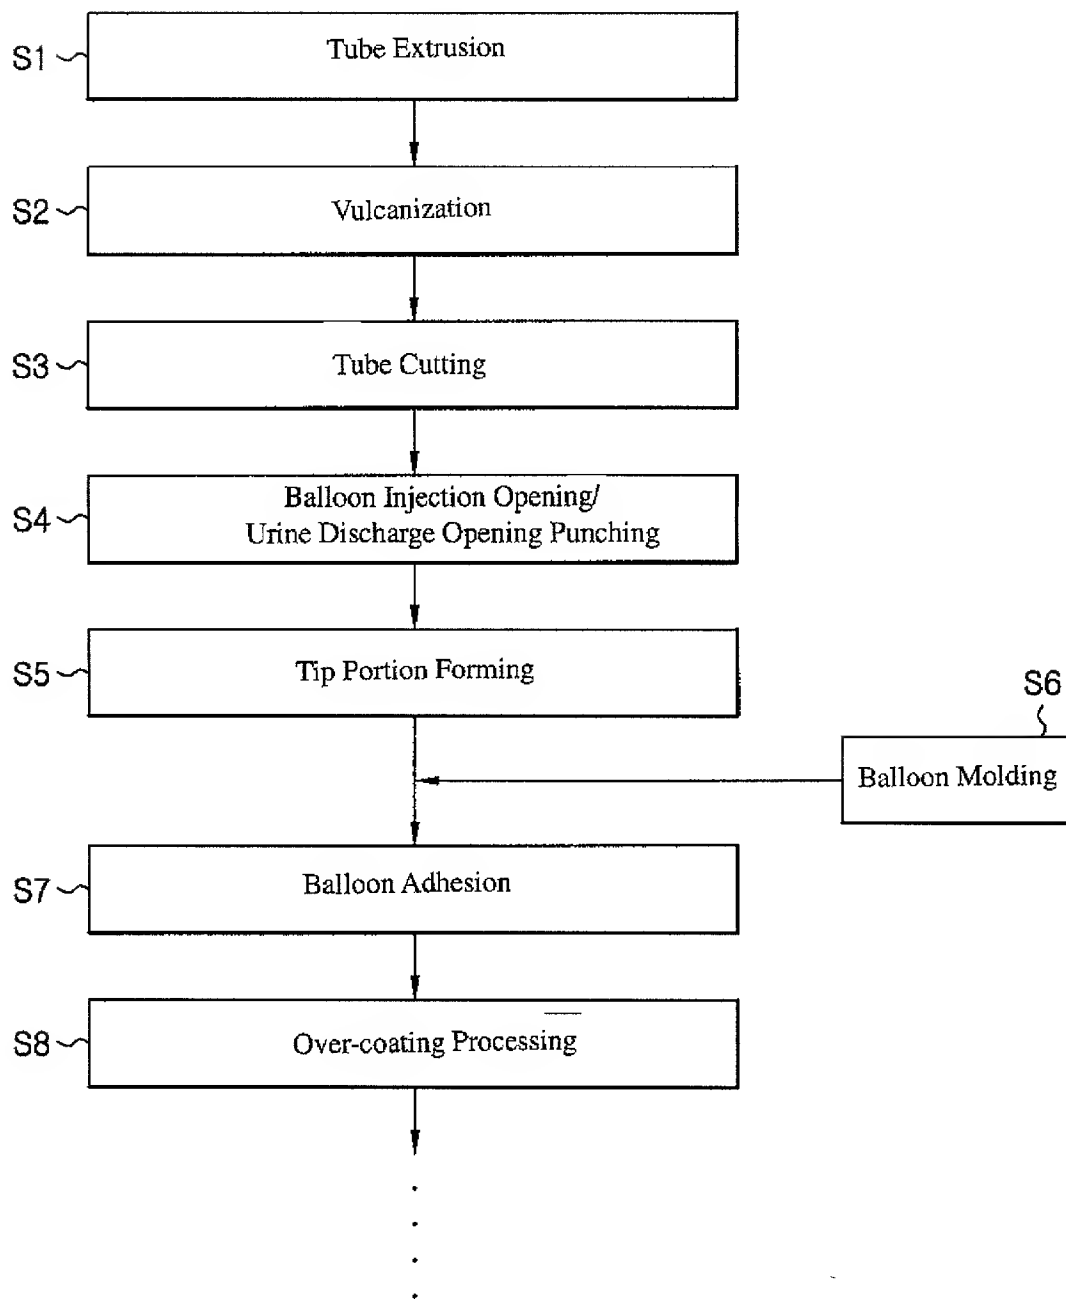 S1
Tube Extrusion
S2
Vulcanization
S3
Tube Cutting
S4
Balloon Injection Opening/
Urine Discharge Opening Punching
S5
Tip Portion Forming
S6
Balloon Molding
S7
Balloon Adhesion
S8
Over-coating Processing